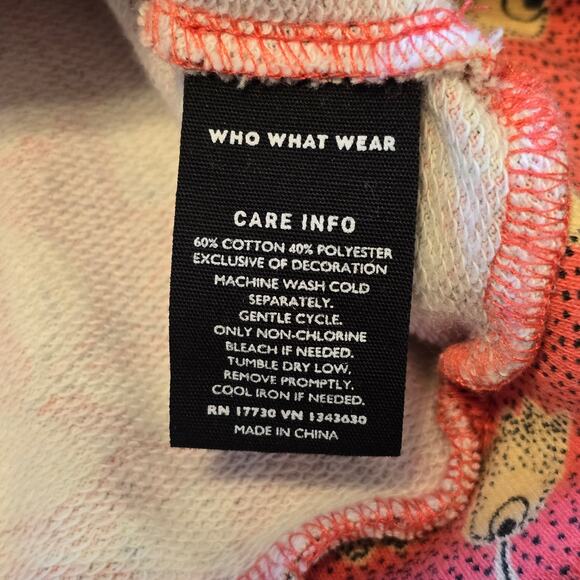 WHO WHAT WEAR
CARE INFO
60% COTTON 40% POLYESTER
EXCLUSIVE OF DECORATION
MACHINE WASH COLD
SEPARATELY.
GENTLE CYCLE.
ONLY NON-CHLORINE
BLEACH IF NEEDED.
TUMBLE DRY LOW,
REMOVE PROMPTLY.
COOL IRON IF NEEDED.
RN 17730 VN 1343630
MADE IN CHINA